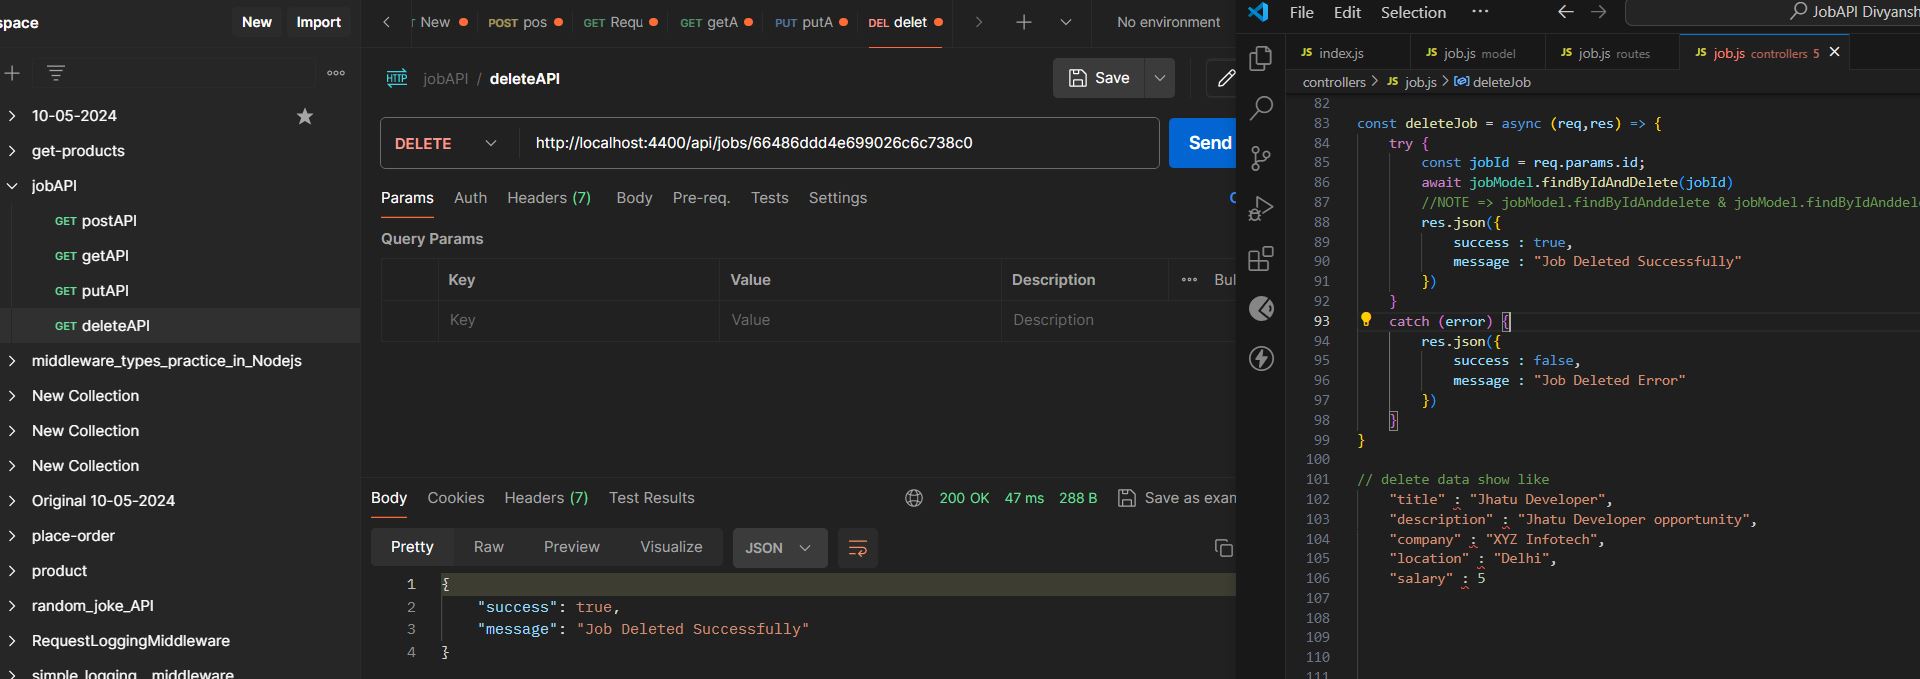 space
New
Import
10-05-2024
get-products
jobAPI
GET postAPI
GET getAPI
GET putAPI
GET deleteAPI
middleware_types_practice_in_Nodejs
New Collection
New Collection
New Collection
Original 10-05-2024
place-order
product
random_joke_API
RequestLoggingMiddleware
simple_logging__middleware
New
POST pos
GET Requ
GET getA
PUT putA
DEL delet
No environment
HTTP jobAPI / deleteAPI
Save
DELETE
http://localhost:4400/api/jobs/66486ddd4e699026c6c738c0
Send
Params Auth Headers (7) Body Pre-req. Tests Settings
Query Params
Key Value Description Bul
Key Value Description
Body Cookies Headers (7) Test Results
200 OK 47 ms 288 B Save as exam
Pretty Raw Preview Visualize JSON
1 {
2 "success": true,
3 "message": "Job Deleted Successfully"
4 }
File Edit Selection ···
JobAPI Divyansh
JS index.js
JS job.js model
JS job.js routes
JS job.js controllers 5
controllers > JS job.js > deleteJob
82
83 const deleteJob = async (req,res) => {
84 try {
85 const jobId = req.params.id;
86 await jobModel.findByIdAndDelete(jobId)
87 //NOTE => jobModel.findByIdAnddelete & jobModel.findByIdAnddel
88 res.json({
89 success : true,
90 message : "Job Deleted Successfully"
91 })
92 }
93 catch (error) {
94 res.json({
95 success : false,
96 message : "Job Deleted Error"
97 })
98 }
99 }
100
101 // delete data show like
102 "title" : "Jhatu Developer",
103 "description" : "Jhatu Developer opportunity",
104 "company" : "XYZ Infotech",
105 "location" : "Delhi",
106 "salary" : 5
107
108
109
110
111